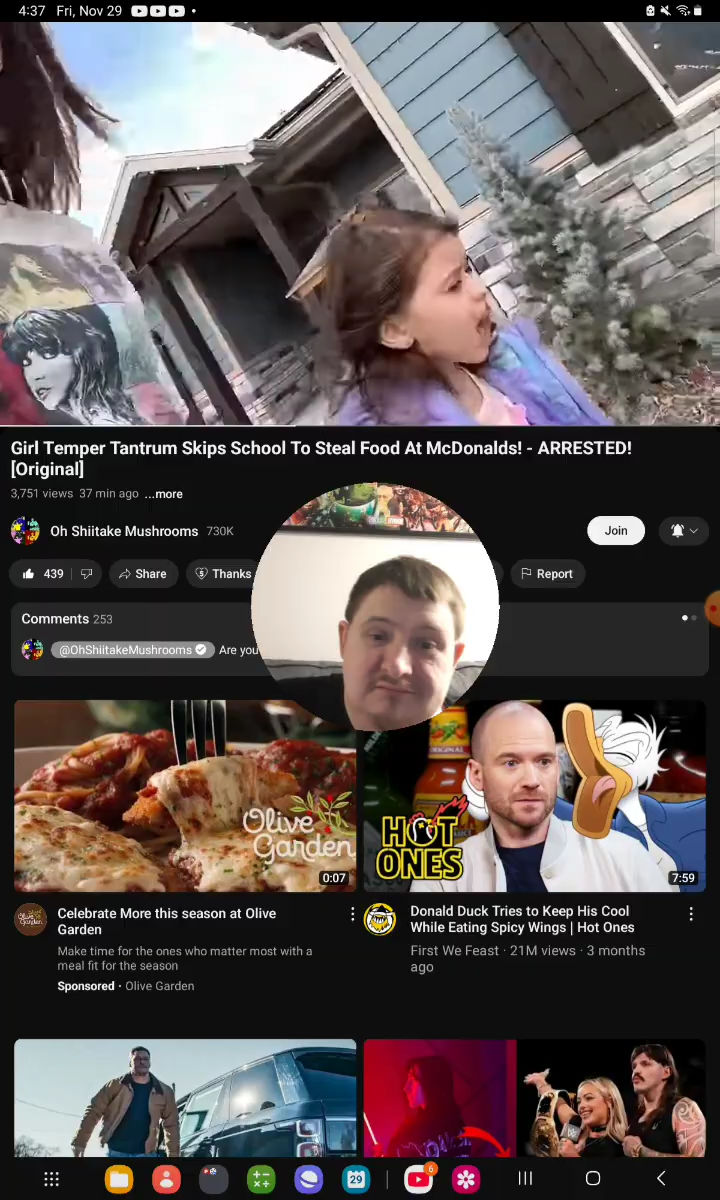 4:37 Fri, Nov 29
Girl Temper Tantrum Skips School To Steal Food At McDonalds! - ARRESTED!
[Original]
3,751 views 37 min ago ...more
Oh Shiitake Mushrooms 730K
Join
439
Share
Thanks
Report
Comments 253
@OhShiitakeMushrooms Are you
ORIGINAL
Olive
Garden
0:07
HOT
ONES
7:59
Celebrate More this season at Olive
Garden
Make time for the ones who matter most with a
meal fit for the season
Sponsored · Olive Garden
Donald Duck Tries to Keep His Cool
While Eating Spicy Wings | Hot Ones
First We Feast · 21M views · 3 months
ago
29
6